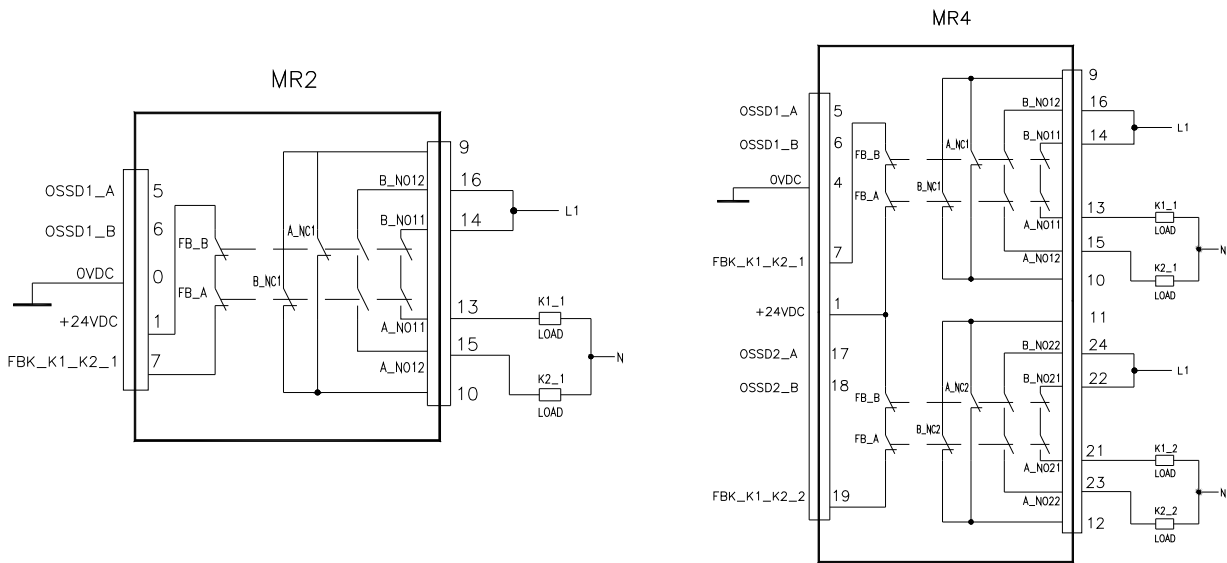 MR2
OSSD1_A 5
OSSD1_B 6
0VDC 0
+24VDC 1
FBK_K1_K2_1 7
FB_B
FB_A
A_NC1
B_NC1
B_NO12
B_NO11
A_NO11
A_NO12
9
16
14
L1
13 K1_1
LOAD
N
15
K2_1
LOAD
10
MR4
OSSD1_A 5
OSSD1_B 6
0VDC 4
FBK_K1_K2_1 7
+24VDC 1
OSSD2_A 17
OSSD2_B 18
FBK_K1_K2_2 19
FB_B
FB_A
A_NC1
B_NC1
B_NO12
B_NO11
A_NO11
A_NO12
9
16
14
L1
13 K1_1
LOAD
N
15
K2_1
LOAD
10
11
FB_B
FB_A
A_NC2
B_NC2
B_NO22
B_NO21
A_NO21
A_NO22
24
22
L1
21 K1_2
LOAD
N
23
K2_2
LOAD
12